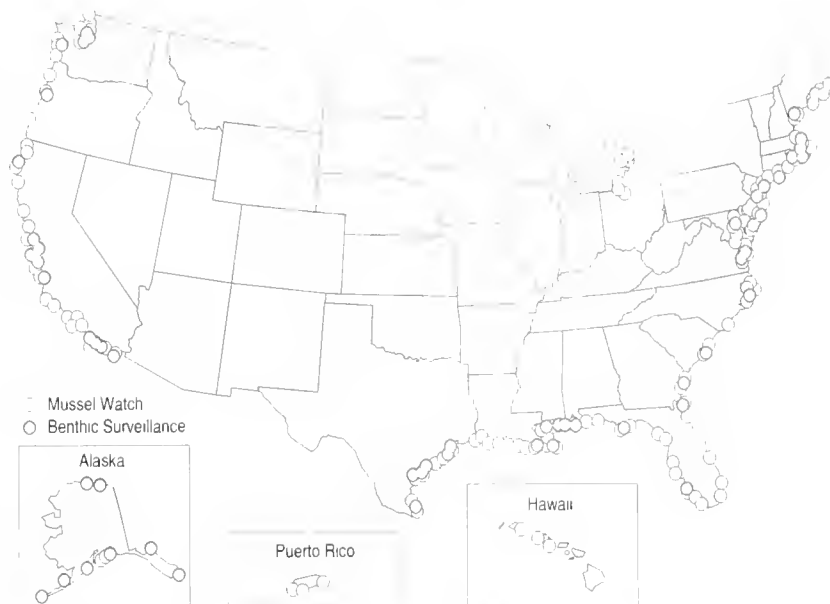 Mussel Watch
Benthic Surveillance
Alaska
Puerto Rico
Hawaii